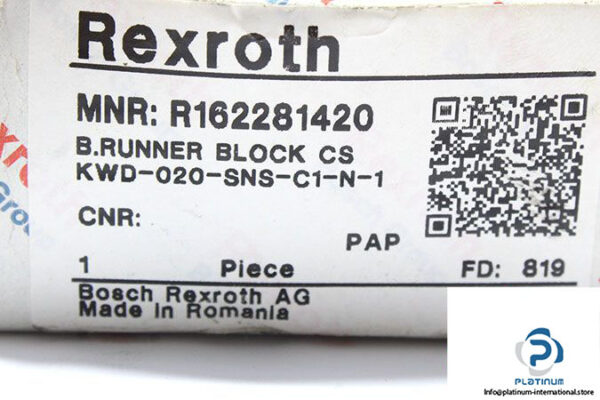 Rexroth
MNR: R162281420
B.RUNNER BLOCK CS
KWD-020-SNS-C1-N-1
CNR:
PAP
1 Piece FD: 819
Bosch Rexroth AG
Made in Romania
PLATINUM
Info@platinum-international.store